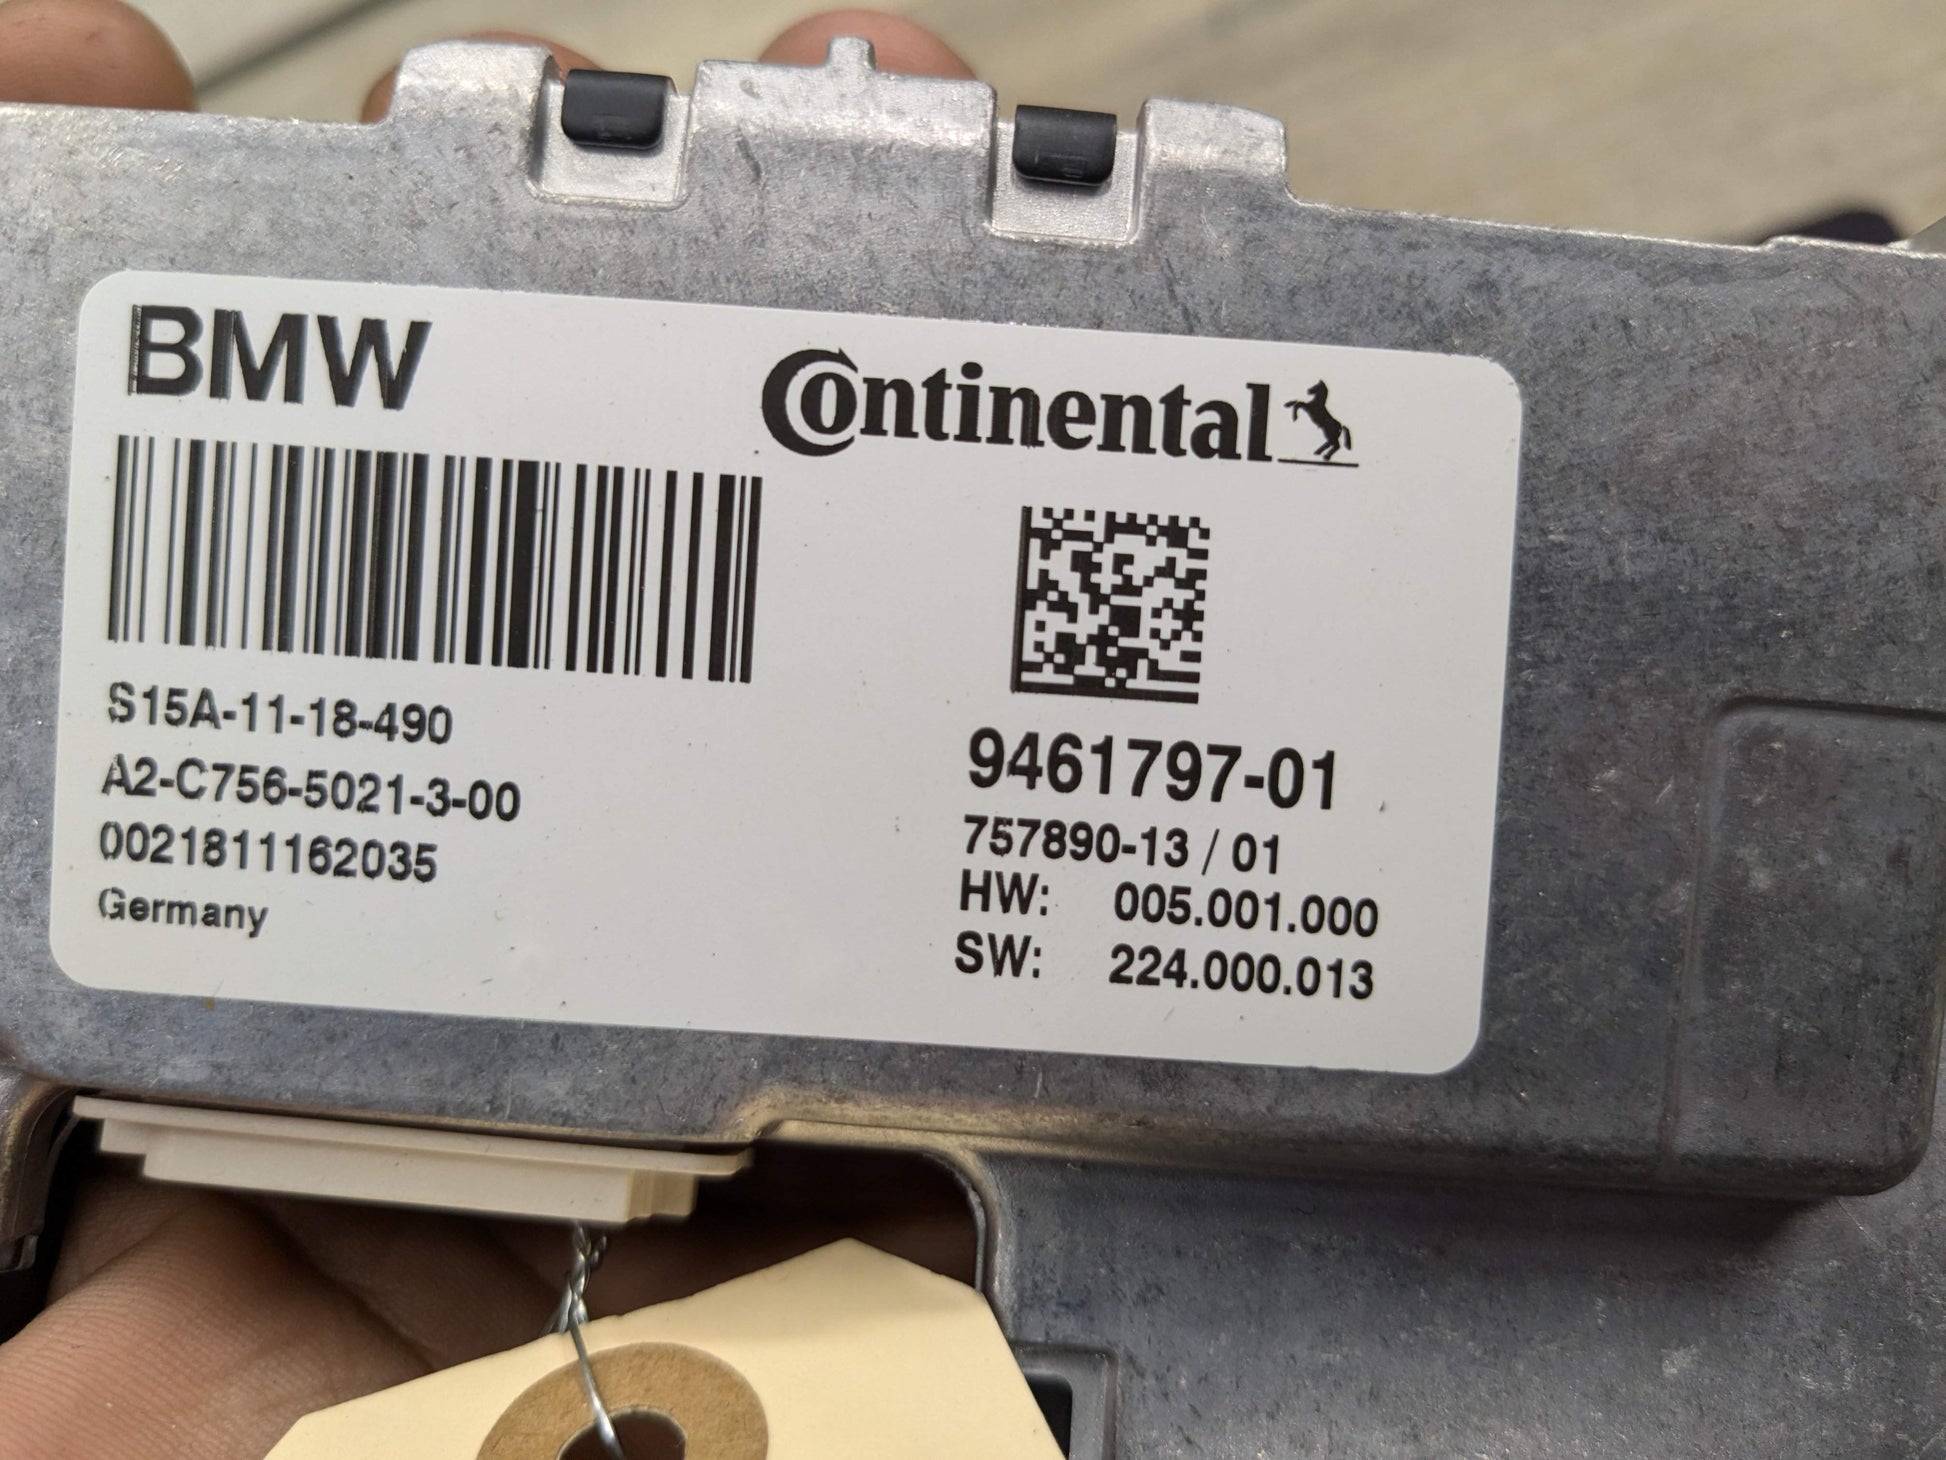 BMW
Continental
S15A-11-18-490
A2-C756-5021-3-00
0021811162035
Germany
9461797-01
757890-13 / 01
HW: 005.001.000
SW: 224.000.013